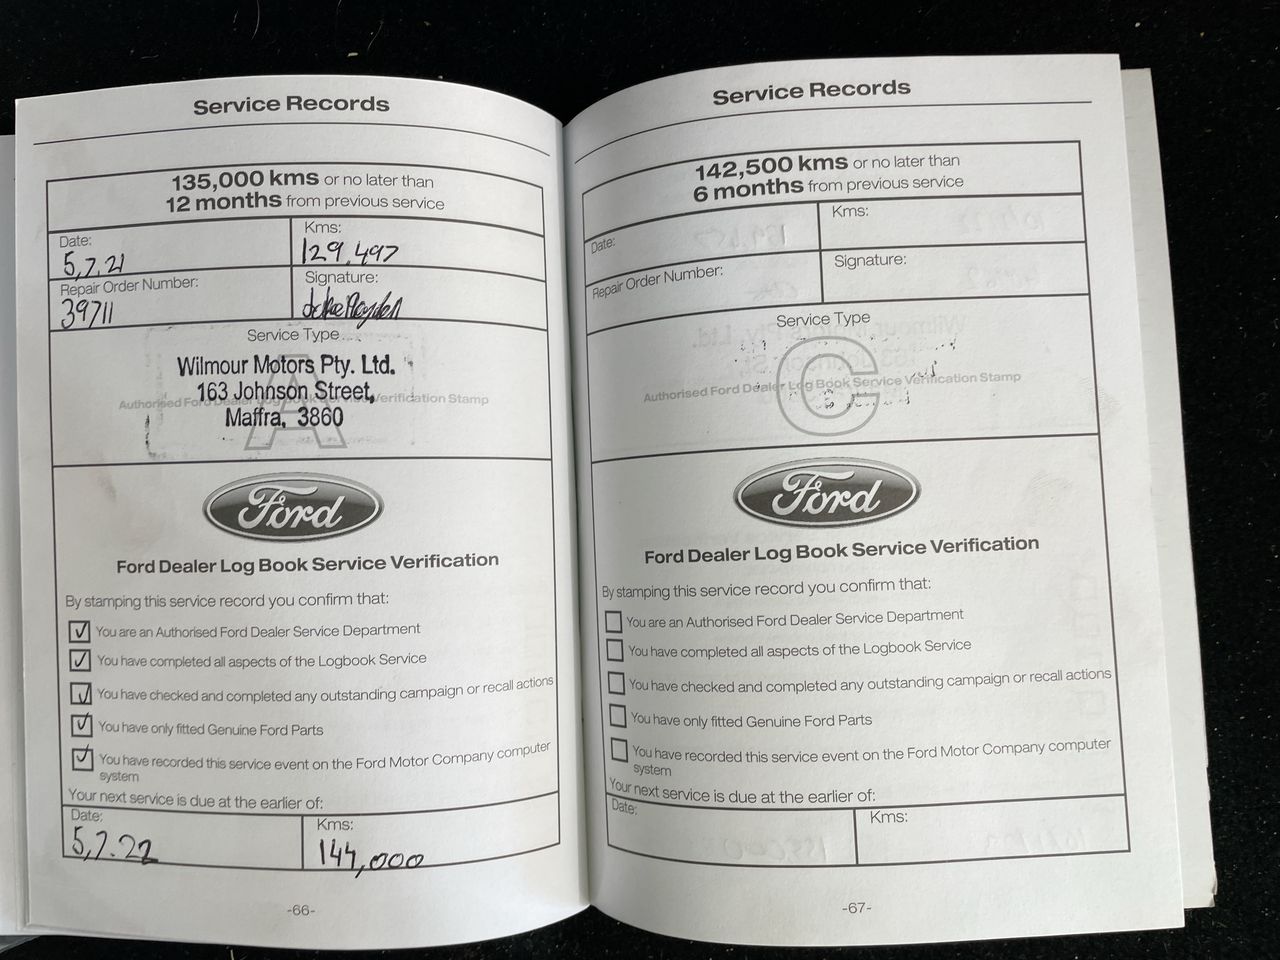 Service Records
135,000 kms or no later than
12 months from previous service
Date:
5,7.21
Kms:
129,497
Repair Order Number:
39711
Signature:
Service Type
A
Authorised Ford Dealer Log Book Service Verification Stamp
Wilmour Motors Pty. Ltd.
163 Johnson Street,
Maffra, 3860
Ford
Ford Dealer Log Book Service Verification
By stamping this service record you confirm that:
You are an Authorised Ford Dealer Service Department
You have completed all aspects of the Logbook Service
You have checked and completed any outstanding campaign or recall actions
You have only fitted Genuine Ford Parts
You have recorded this service event on the Ford Motor Company computer
system
Your next service is due at the earlier of:
Date:
5,7.22
Kms:
144,000
-66-
Service Records
142,500 kms or no later than
6 months from previous service
Date:
Kms:
Repair Order Number:
Signature:
Service Type
C
Authorised Ford Dealer Log Book Service Verification Stamp
Ford
Ford Dealer Log Book Service Verification
By stamping this service record you confirm that:
You are an Authorised Ford Dealer Service Department
You have completed all aspects of the Logbook Service
You have checked and completed any outstanding campaign or recall actions
You have only fitted Genuine Ford Parts
You have recorded this service event on the Ford Motor Company computer
system
Your next service is due at the earlier of:
Date:
Kms:
-67-